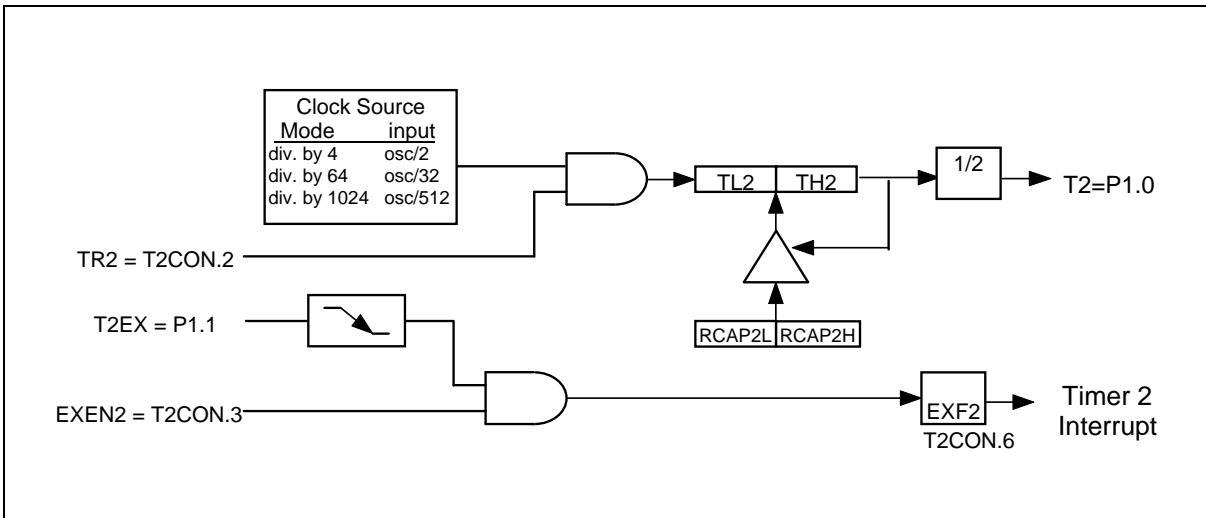 Clock Source
Mode input
div. by 4 osc/2
div. by 64 osc/32
div. by 1024 osc/512
TL2 TH2
1/2
T2=P1.0
TR2 = T2CON.2
T2EX = P1.1
RCAP2L RCAP2H
EXEN2 = T2CON.3
EXF2
T2CON.6
Timer 2
Interrupt